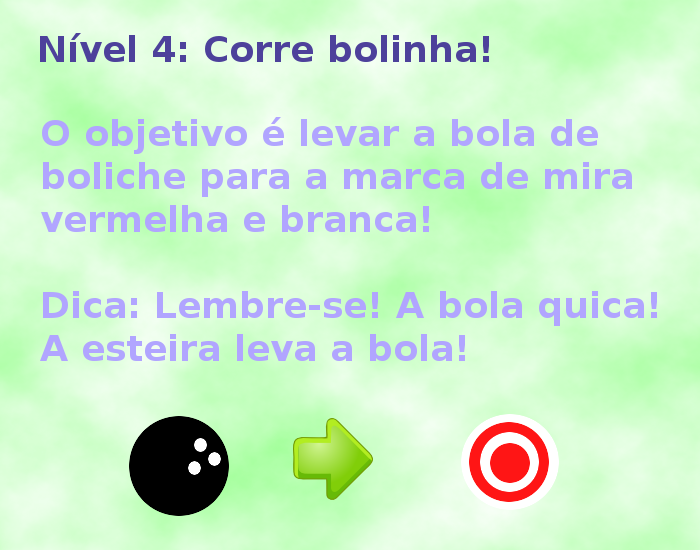 Nível 4: Corre bolinha!
O objetivo é levar a bola de
boliche para a marca de mira
vermelha e branca!
Dica: Lembre-se! A bola quica!
A esteira leva a bola!